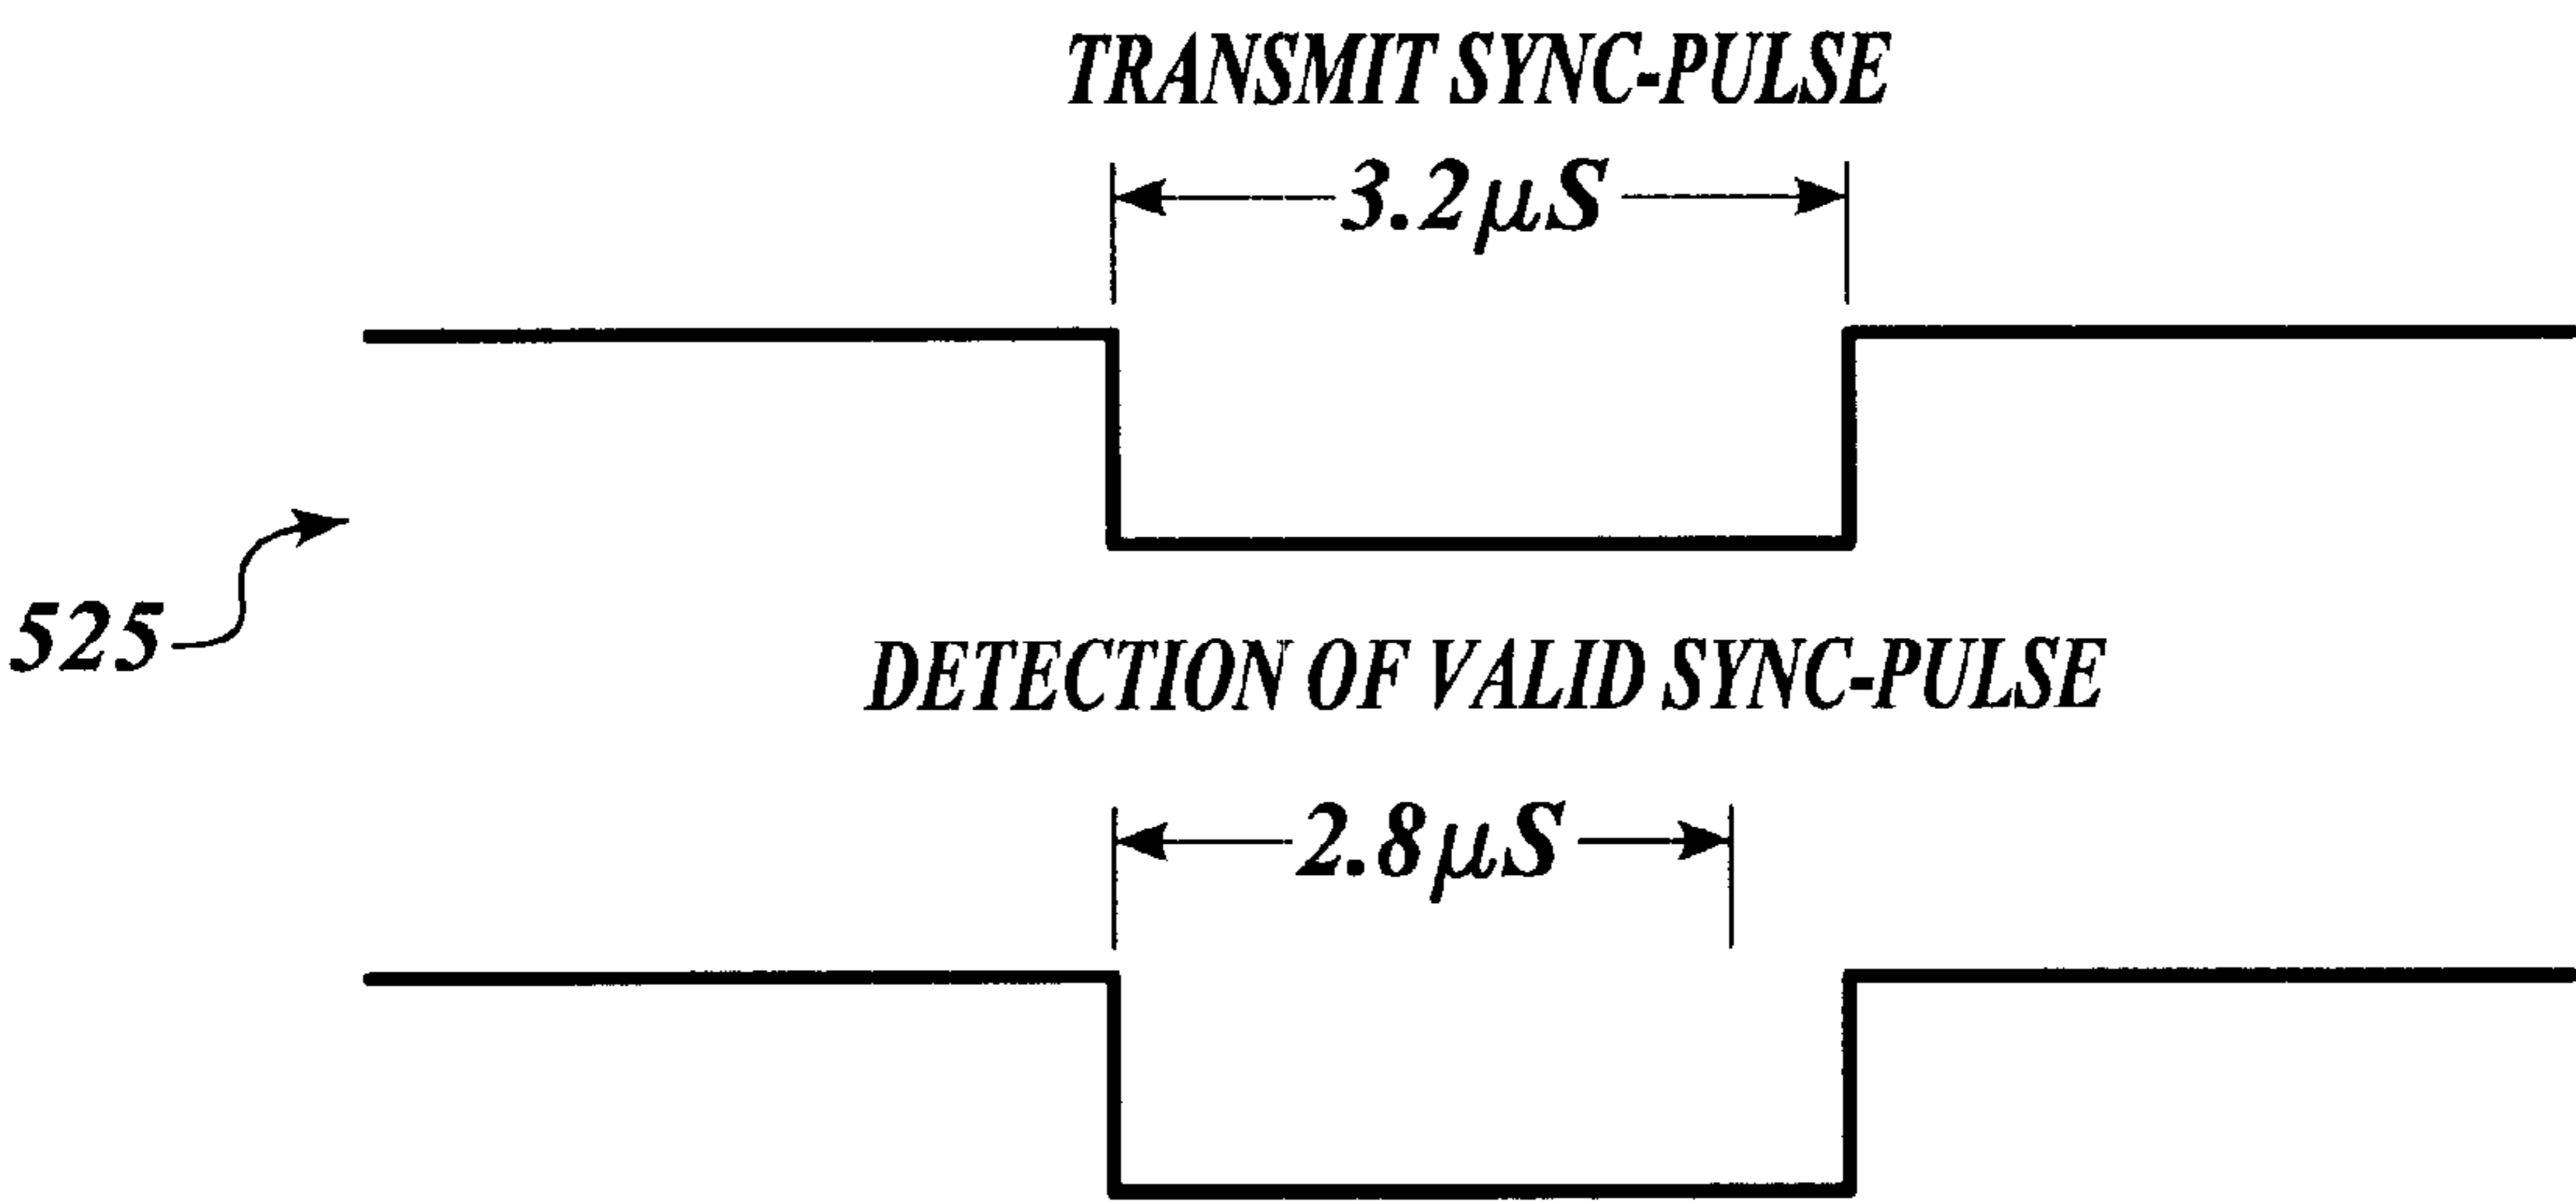 TRANSMIT SYNC-PULSE
3.2μS
525
DETECTION OF VALID SYNC-PULSE
2.8μS